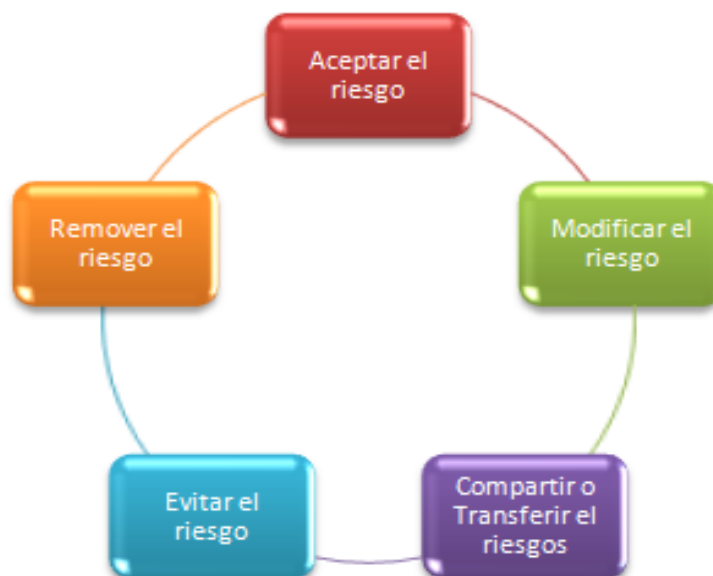 Aceptar el
riesgo
Modificar el
riesgo
Compartir o
Transferir el
riesgos
Evitar el
riesgo
Remover el
riesgo